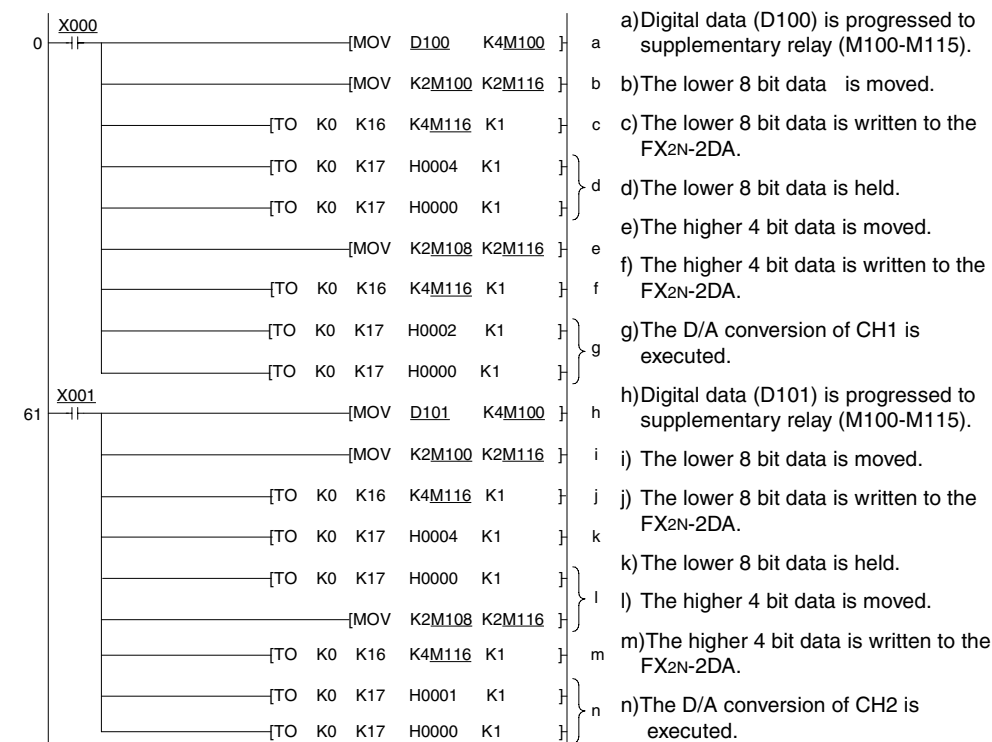 X000
0 [MOV D100 K4M100 ] a
[MOV K2M100 K2M116 ] b
[TO K0 K16 K4M116 K1 ] c
[TO K0 K17 H0004 K1 ]
d
[TO K0 K17 H0000 K1 ]
[MOV K2M108 K2M116 ] e
[TO K0 K16 K4M116 K1 ] f
[TO K0 K17 H0002 K1 ]
g
[TO K0 K17 H0000 K1 ]
X001
61 [MOV D101 K4M100 ] h
[MOV K2M100 K2M116 ] i
[TO K0 K16 K4M116 K1 ] j
[TO K0 K17 H0004 K1 ] k
[TO K0 K17 H0000 K1 ]
l
[MOV K2M108 K2M116 ]
[TO K0 K16 K4M116 K1 ] m
[TO K0 K17 H0001 K1 ]
n
[TO K0 K17 H0000 K1 ]
a)Digital data (D100) is progressed to
supplementary relay (M100-M115).
b)The lower 8 bit data is moved.
c)The lower 8 bit data is written to the
FX2N-2DA.
d)The lower 8 bit data is held.
e)The higher 4 bit data is moved.
f) The higher 4 bit data is written to the
FX2N-2DA.
g)The D/A conversion of CH1 is
executed.
h)Digital data (D101) is progressed to
supplementary relay (M100-M115).
i) The lower 8 bit data is moved.
j) The lower 8 bit data is written to the
FX2N-2DA.
k)The lower 8 bit data is held.
l) The higher 4 bit data is moved.
m)The higher 4 bit data is written to the
FX2N-2DA.
n)The D/A conversion of CH2 is
executed.